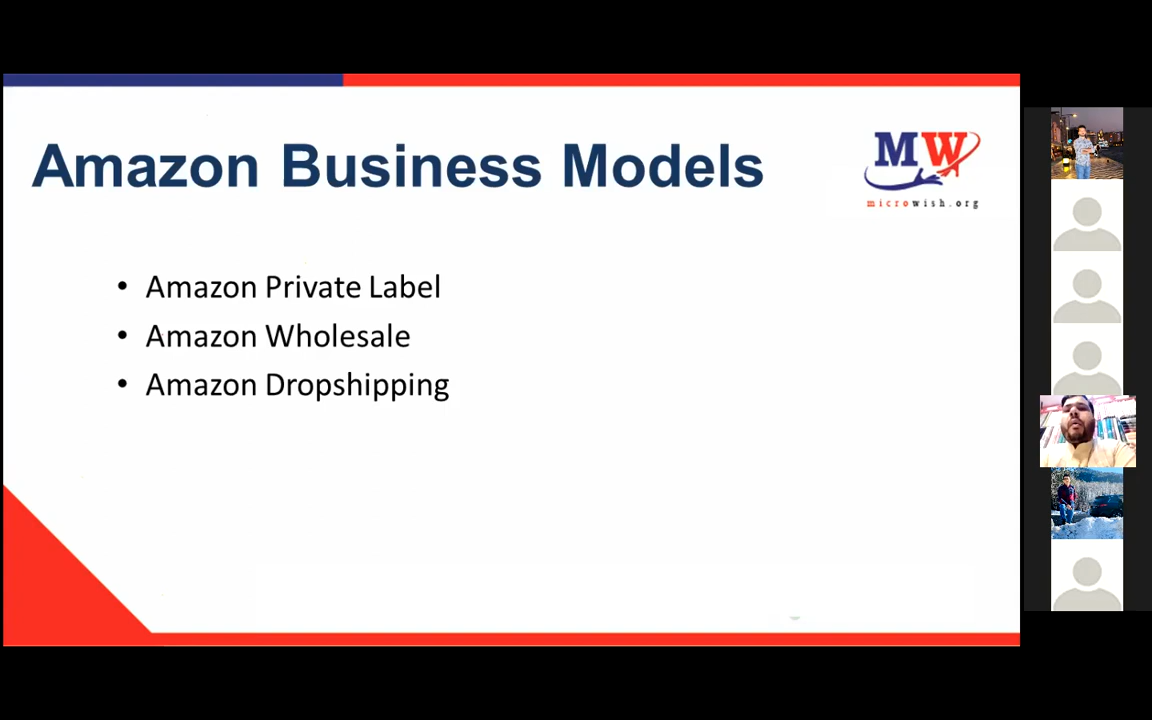 Amazon Business Models
MW
microwish.org
• Amazon Private Label
• Amazon Wholesale
• Amazon Dropshipping